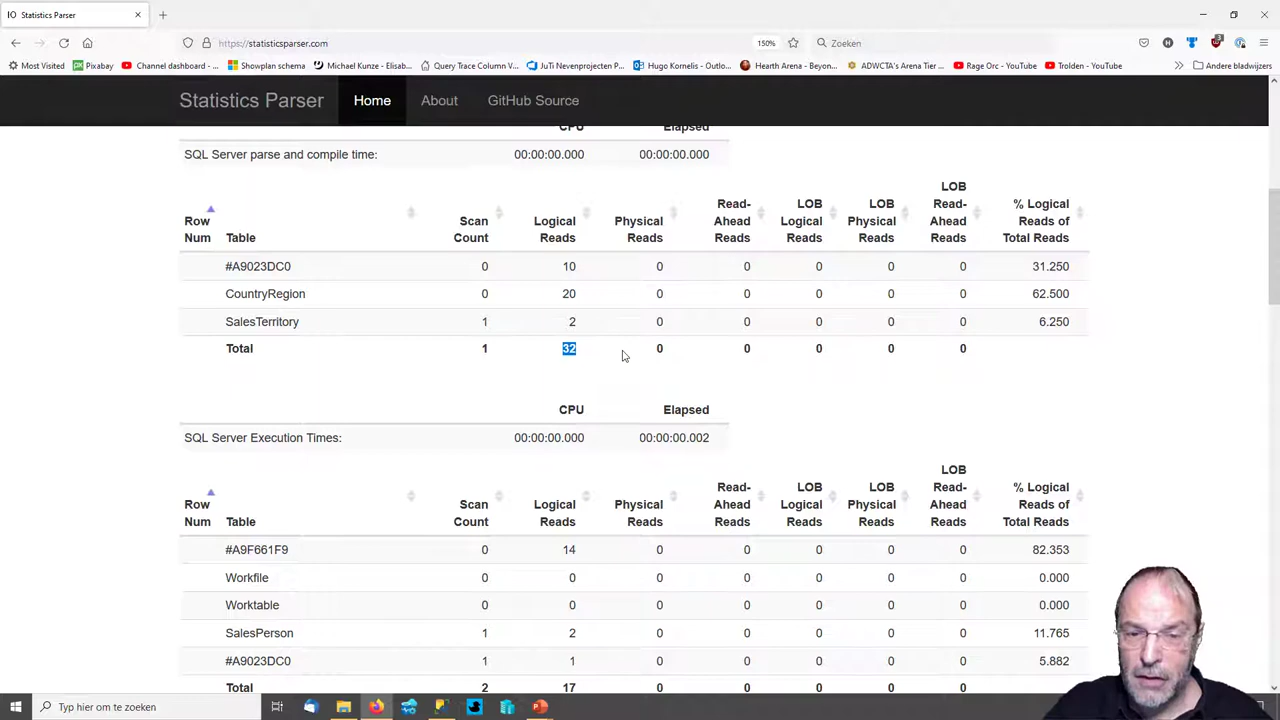 IO Statistics Parser
https://statisticsparser.com
150%
Zoeken
3
Most Visited
Pixabay
Channel dashboard - ...
Showplan schema
Michael Kunze - Elisab...
Query Trace Column V...
JuTi Nevenprojecten P...
Hugo Kornelis - Outlo...
Hearth Arena - Beyon...
ADWCTA's Arena Tier ...
Rage Orc - YouTube
Trolden - YouTube
Andere bladwijzers
Statistics Parser Home About GitHub Source
CPU Elapsed
SQL Server parse and compile time: 00:00:00.000 00:00:00.000
Row Num Table Scan Count Logical Reads Physical Reads Read-Ahead Reads LOB Logical Reads LOB Physical Reads LOB Read-Ahead Reads % Logical Reads of Total Reads
#A9023DC0 0 10 0 0 0 0 0 31.250
CountryRegion 0 20 0 0 0 0 0 62.500
SalesTerritory 1 2 0 0 0 0 0 6.250
Total 1 32 0 0 0 0 0
CPU Elapsed
SQL Server Execution Times: 00:00:00.000 00:00:00.002
Row Num Table Scan Count Logical Reads Physical Reads Read-Ahead Reads LOB Logical Reads LOB Physical Reads LOB Read-Ahead Reads % Logical Reads of Total Reads
#A9F661F9 0 14 0 0 0 0 0 82.353
Workfile 0 0 0 0 0 0 0 0.000
Worktable 0 0 0 0 0 0 0 0.000
SalesPerson 1 2 0 0 0 0 0 11.765
#A9023DC0 1 1 0 0 0 0 0 5.882
Total 2 17 0 0 0 0 0
Typ hier om te zoeken